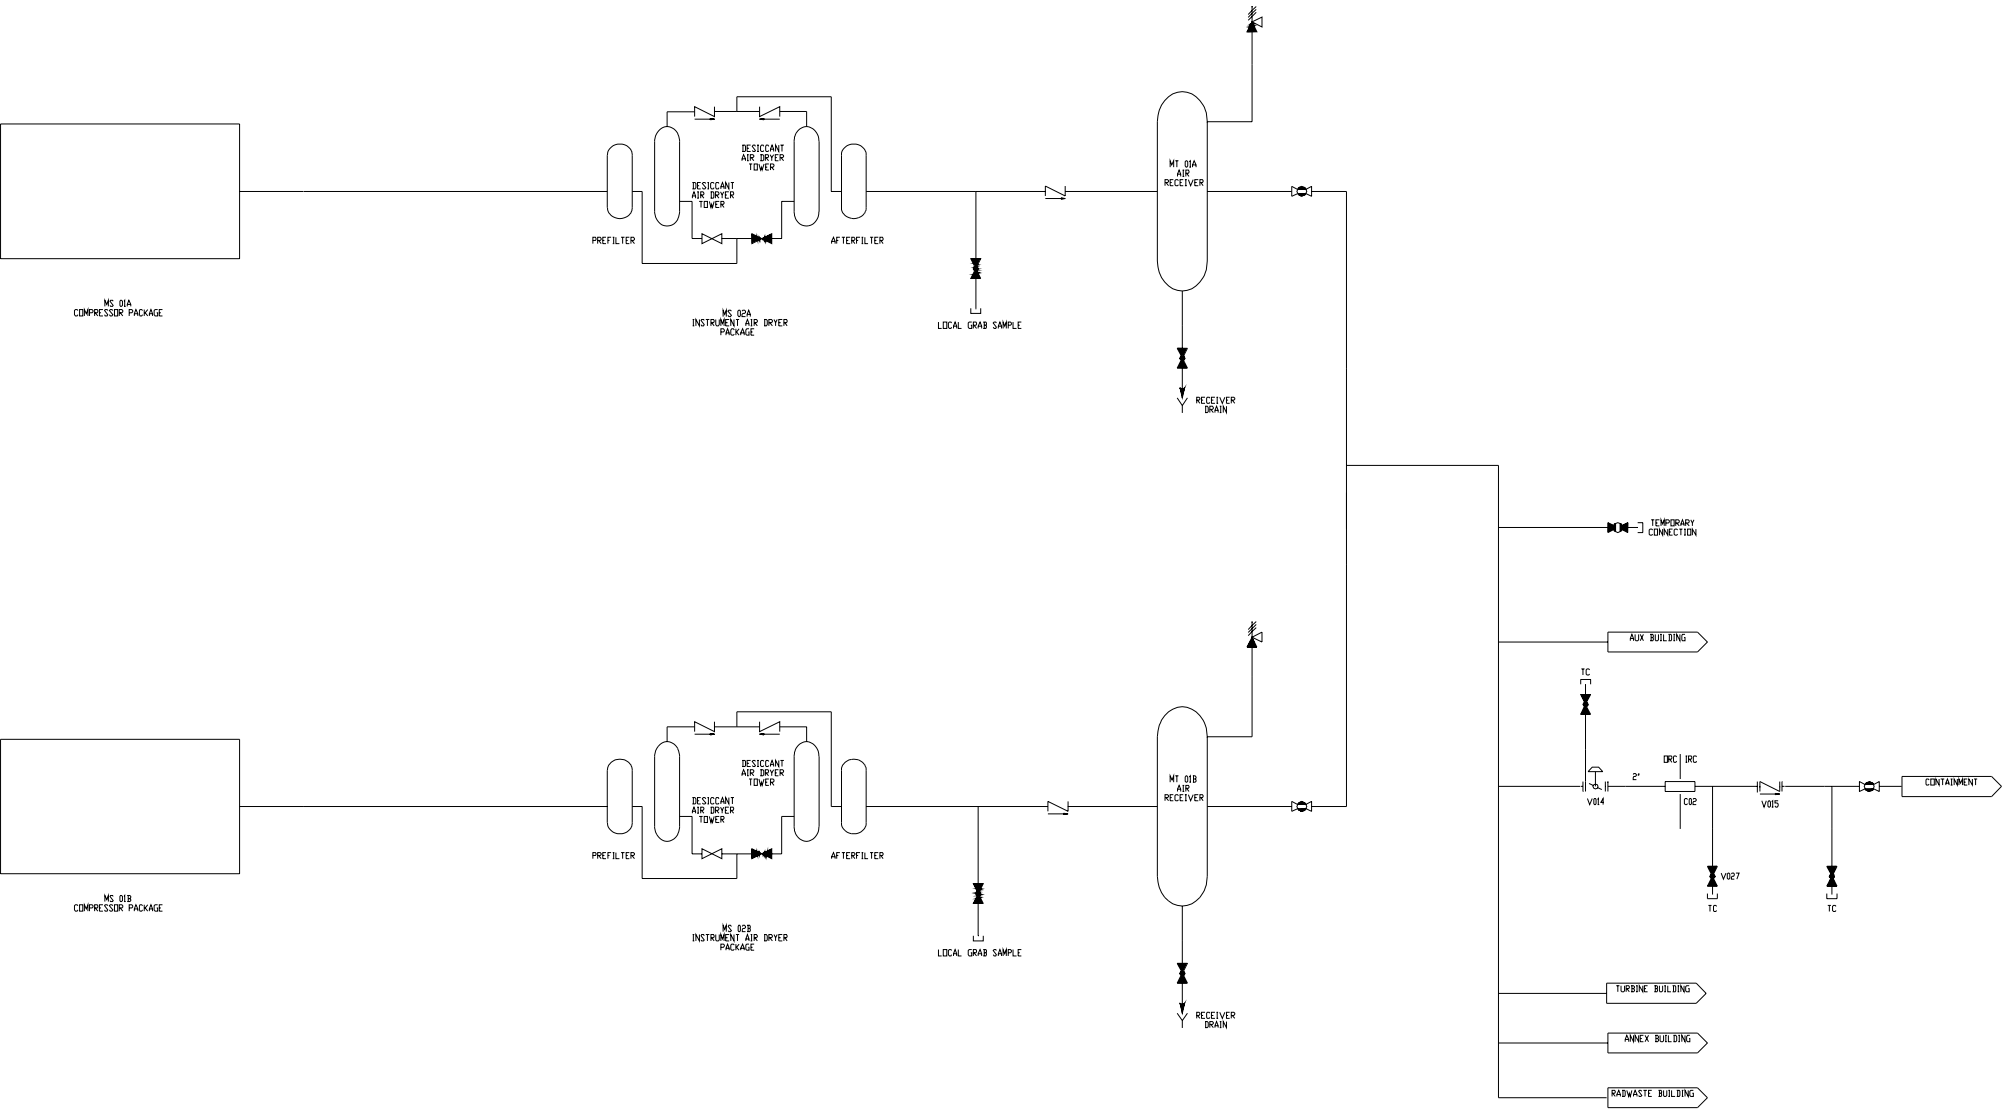 DESICCANT
AIR DRYER
TOWER
DESICCANT
AIR DRYER
TOWER
PREFILTER
AFTERFILTER
MT 01A
AIR
RECEIVER
MS 01A
COMPRESSOR PACKAGE
MS 02A
INSTRUMENT AIR DRYER
PACKAGE
LOCAL GRAB SAMPLE
RECEIVER
DRAIN
TEMPORARY
CONNECTION
AUX BUILDING
TC
ORC IRC
2"
V014
C02
V015
CONTAINMENT
V027
TC
TC
DESICCANT
AIR DRYER
TOWER
DESICCANT
AIR DRYER
TOWER
PREFILTER
AFTERFILTER
MT 01B
AIR
RECEIVER
MS 01B
COMPRESSOR PACKAGE
MS 02B
INSTRUMENT AIR DRYER
PACKAGE
LOCAL GRAB SAMPLE
RECEIVER
DRAIN
TURBINE BUILDING
ANNEX BUILDING
RADWASTE BUILDING